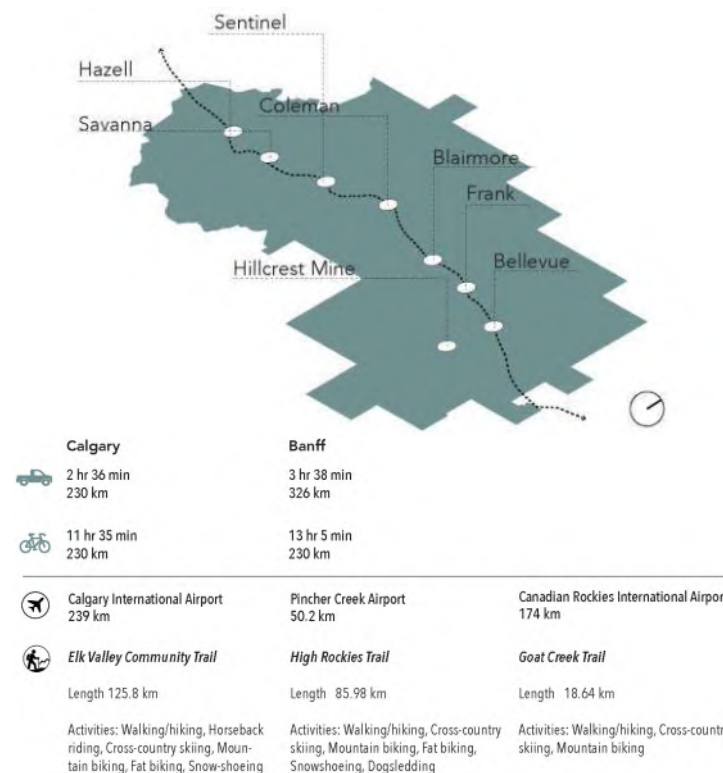 Sentinel
Hazell
Coleman
Savanna
Blairmore
Frank
Hillcrest Mine
Bellevue
Calgary Banff
2 hr 36 min 3 hr 38 min
230 km 326 km
11 hr 35 min 13 hr 5 min
230 km 230 km
Calgary International Airport Pincher Creek Airport Canadian Rockies International Airpor
239 km 50.2 km 174 km
Elk Valley Community Trail High Rockies Trail Goat Creek Trail
Length 125.8 km Length 85.98 km Length 18.64 km
Activities: Walking/hiking, Horseback Activities: Walking/hiking, Cross-country Activities: Walking/hiking, Cross-countr
riding, Cross-country skiing, Moun- skiing, Mountain biking, Fat biking, skiing, Mountain biking
tain biking, Fat biking, Snow-shoeing Snowshoeing, Dogsledding